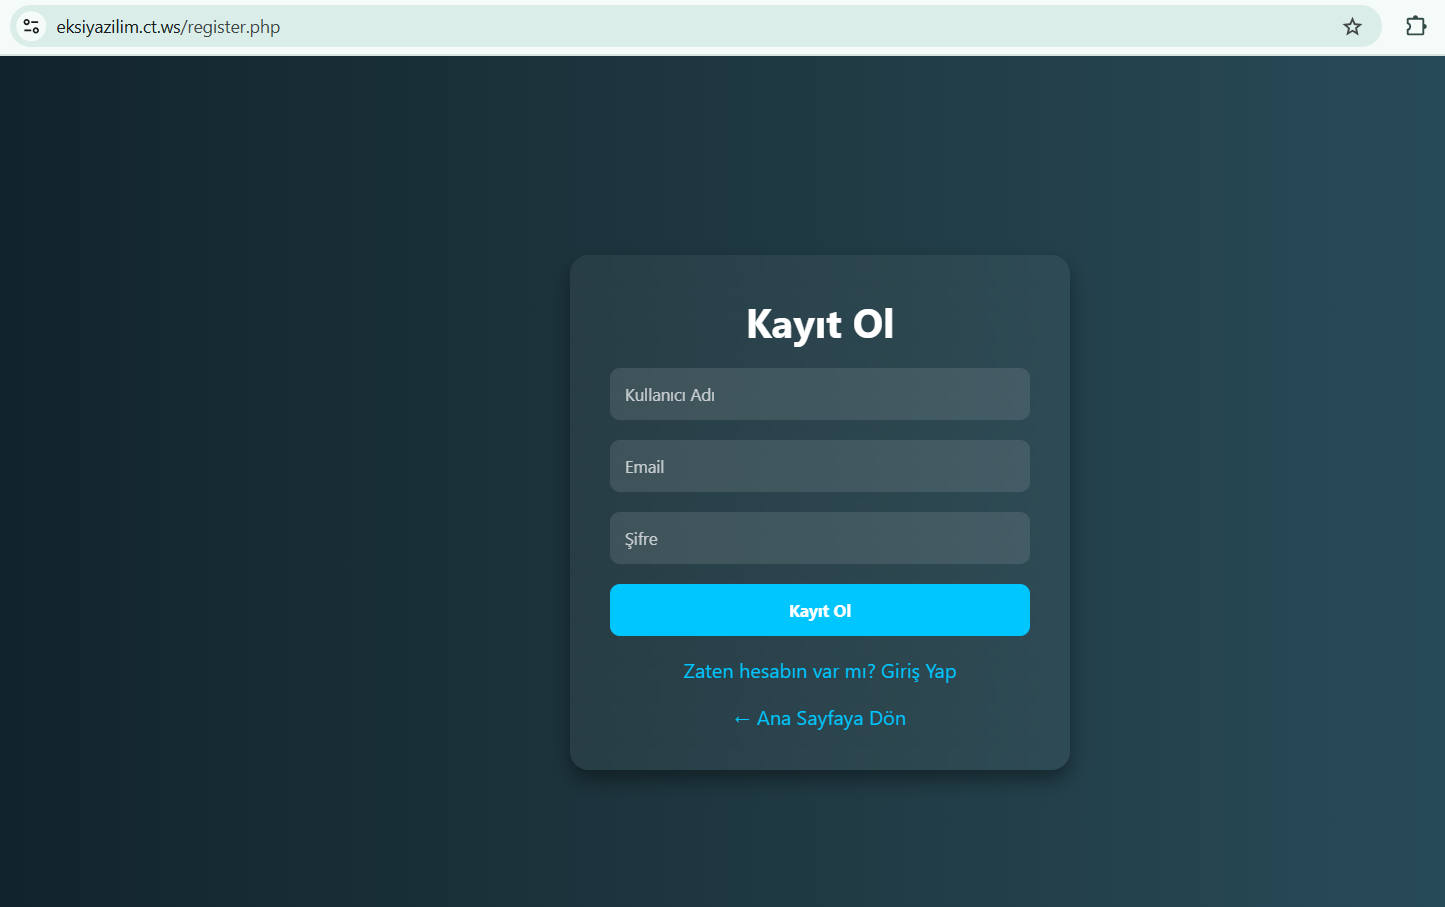 eksiyazilim.ct.ws/register.php
Kayıt Ol
Kullanıcı Adı
Email
Şifre
Kayıt Ol
Zaten hesabın var mı? Giriş Yap
← Ana Sayfaya Dön